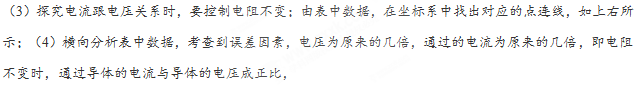 （3）探究电流跟电压关系时，要控制电阻不变；由表中数据，在坐标系中找出对应的点连线，如上右所
示；（4）横向分析表中数据，考查到误差因素，电压为原来的几倍，通过的电流为原来的几倍，即电阻
不变时，通过导体的电流与导体的电压成正比，